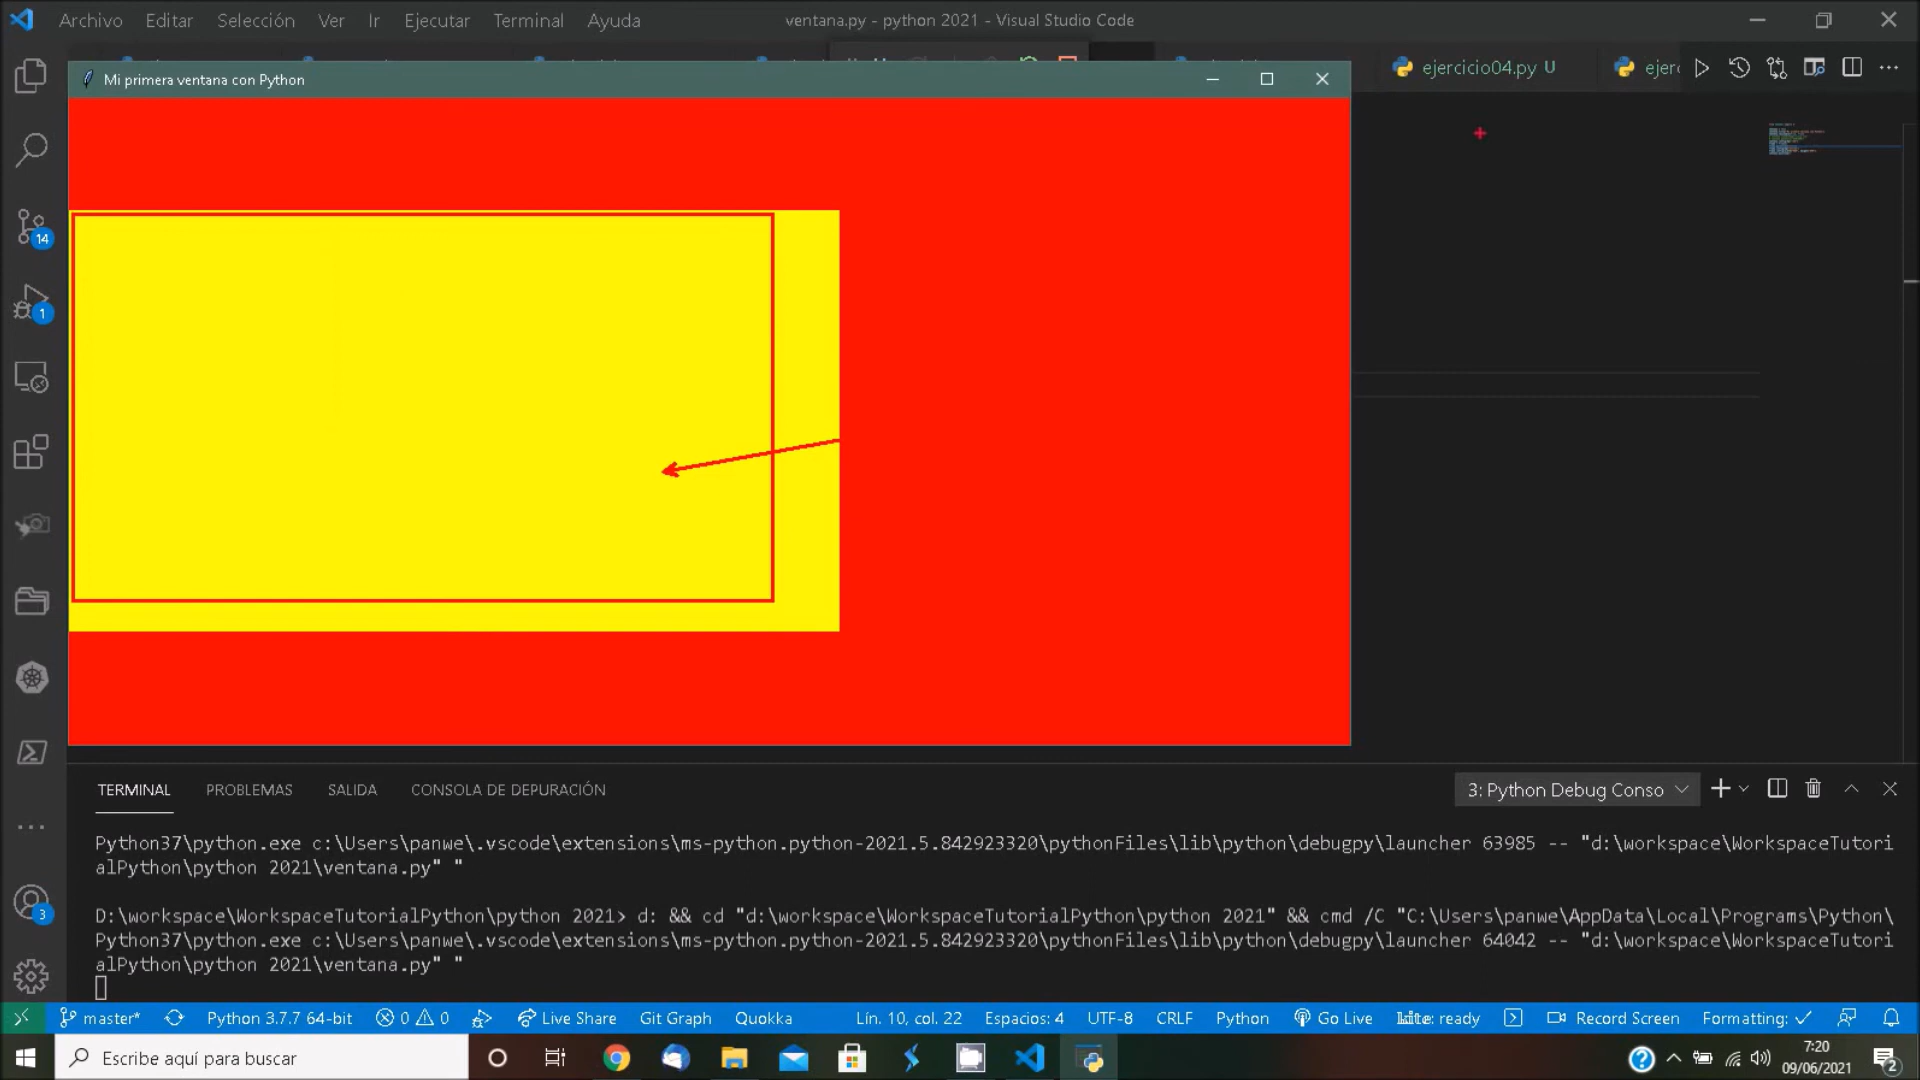 Archivo Editar Selección Ver Ir Ejecutar Terminal Ayuda ventana.py - python 2021 - Visual Studio Code
Mi primera ventana con Python
ejercicio04.py U
14
1
TERMINAL PROBLEMAS SALIDA CONSOLA DE DEPURACIÓN 3: Python Debug Conso
Python37\python.exe c:\Users\panwe\.vscode\extensions\ms-python.python-2021.5.842923320\pythonFiles\lib\python\debugpy\launcher 63985 -- "d:\workspace\WorkspaceTutori
alPython\python 2021\ventana.py" "
D:\workspace\WorkspaceTutorialPython\python 2021> d: && cd "d:\workspace\WorkspaceTutorialPython\python 2021" && cmd /C "C:\Users\panwe\AppData\Local\Programs\Python\
Python37\python.exe c:\Users\panwe\.vscode\extensions\ms-python.python-2021.5.842923320\pythonFiles\lib\python\debugpy\launcher 64042 -- "d:\workspace\WorkspaceTutori
alPython\python 2021\ventana.py" "
3
master* Python 3.7.7 64-bit 0 0 Live Share Git Graph Quokka Lín. 10, col. 22 Espacios: 4 UTF-8 CRLF Python Go Live kite: ready Record Screen Formatting:
Escribe aquí para buscar
7:20
09/06/2021
2